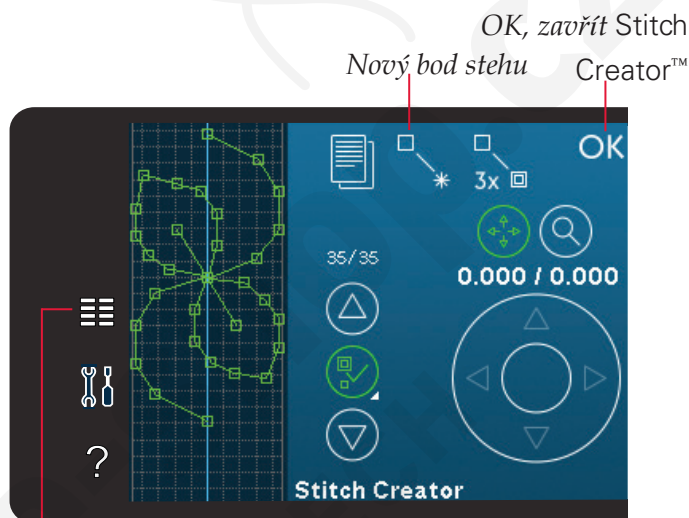 OK, zavřít Stitch
Nový bod stehu Creator™
OK
3x
35/35
0.000 / 0.000
?
Stitch Creator